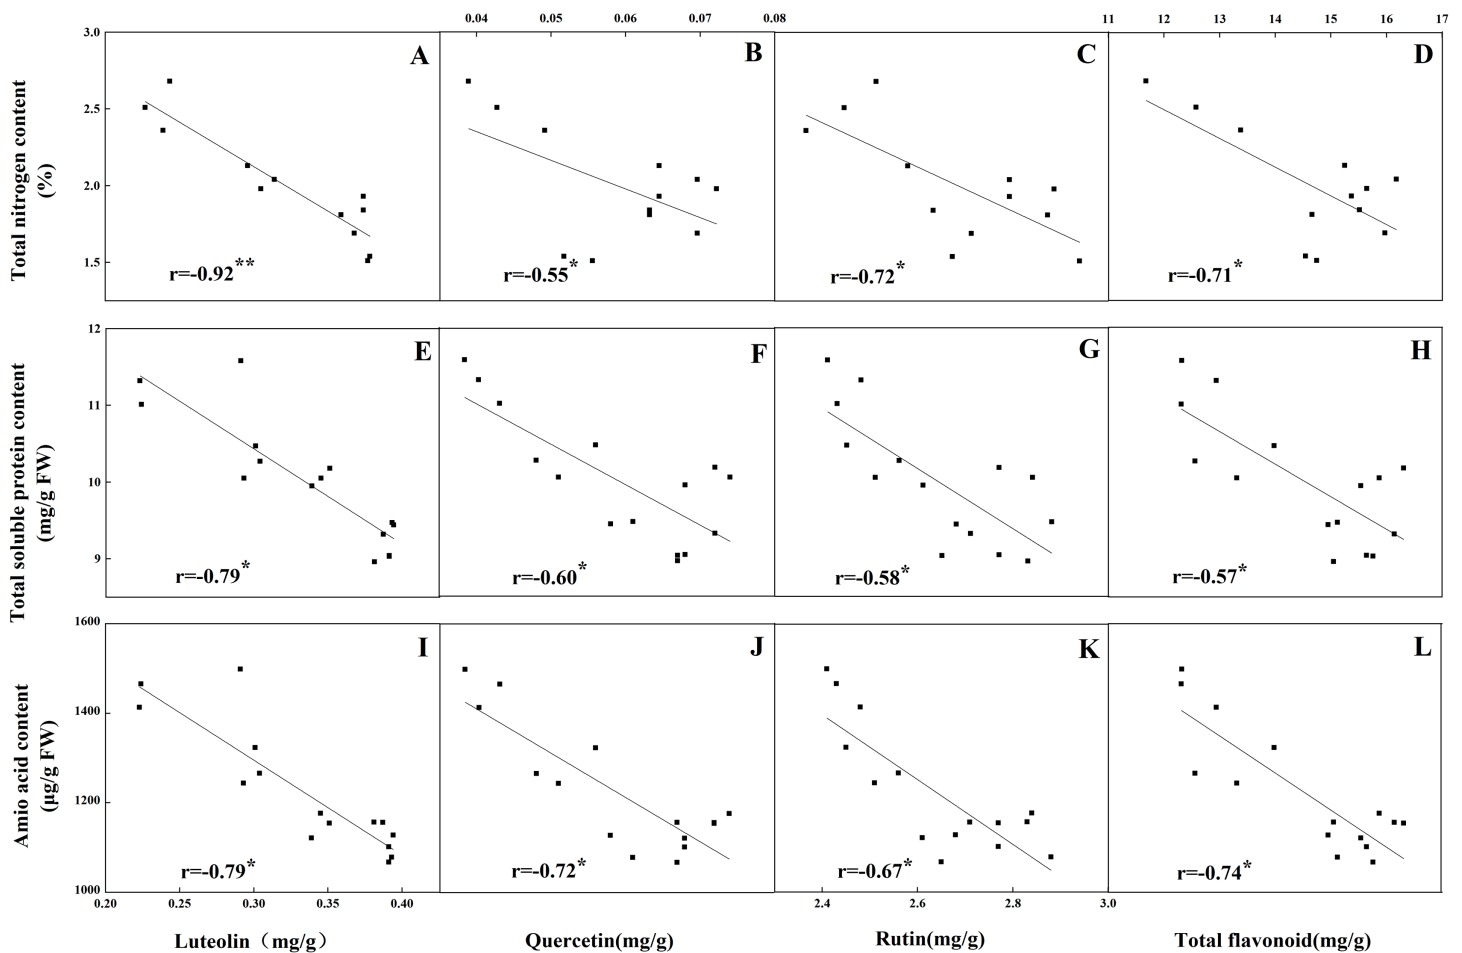 0.04 0.05 0.06 0.07 0.08 11 12 13 14 15 16 17
3.0
2.5
2.0
1.5
Total nitrogen content
(%)
A
r=-0.92**
B
r=-0.55*
C
r=-0.72*
D
r=-0.71*
12
11
10
9
Total soluble protein content
(mg/g FW)
E
r=-0.79*
F
r=-0.60*
G
r=-0.58*
H
r=-0.57*
1600
1500
1400
1200
1000
Amio acid content
(μg/g FW)
I
r=-0.79*
J
r=-0.72*
K
r=-0.67*
L
r=-0.74*
0.20 0.25 0.30 0.35 0.40 2.4 2.6 2.8 3.0
Luteolin（mg/g） Quercetin(mg/g) Rutin(mg/g) Total flavonoid(mg/g)